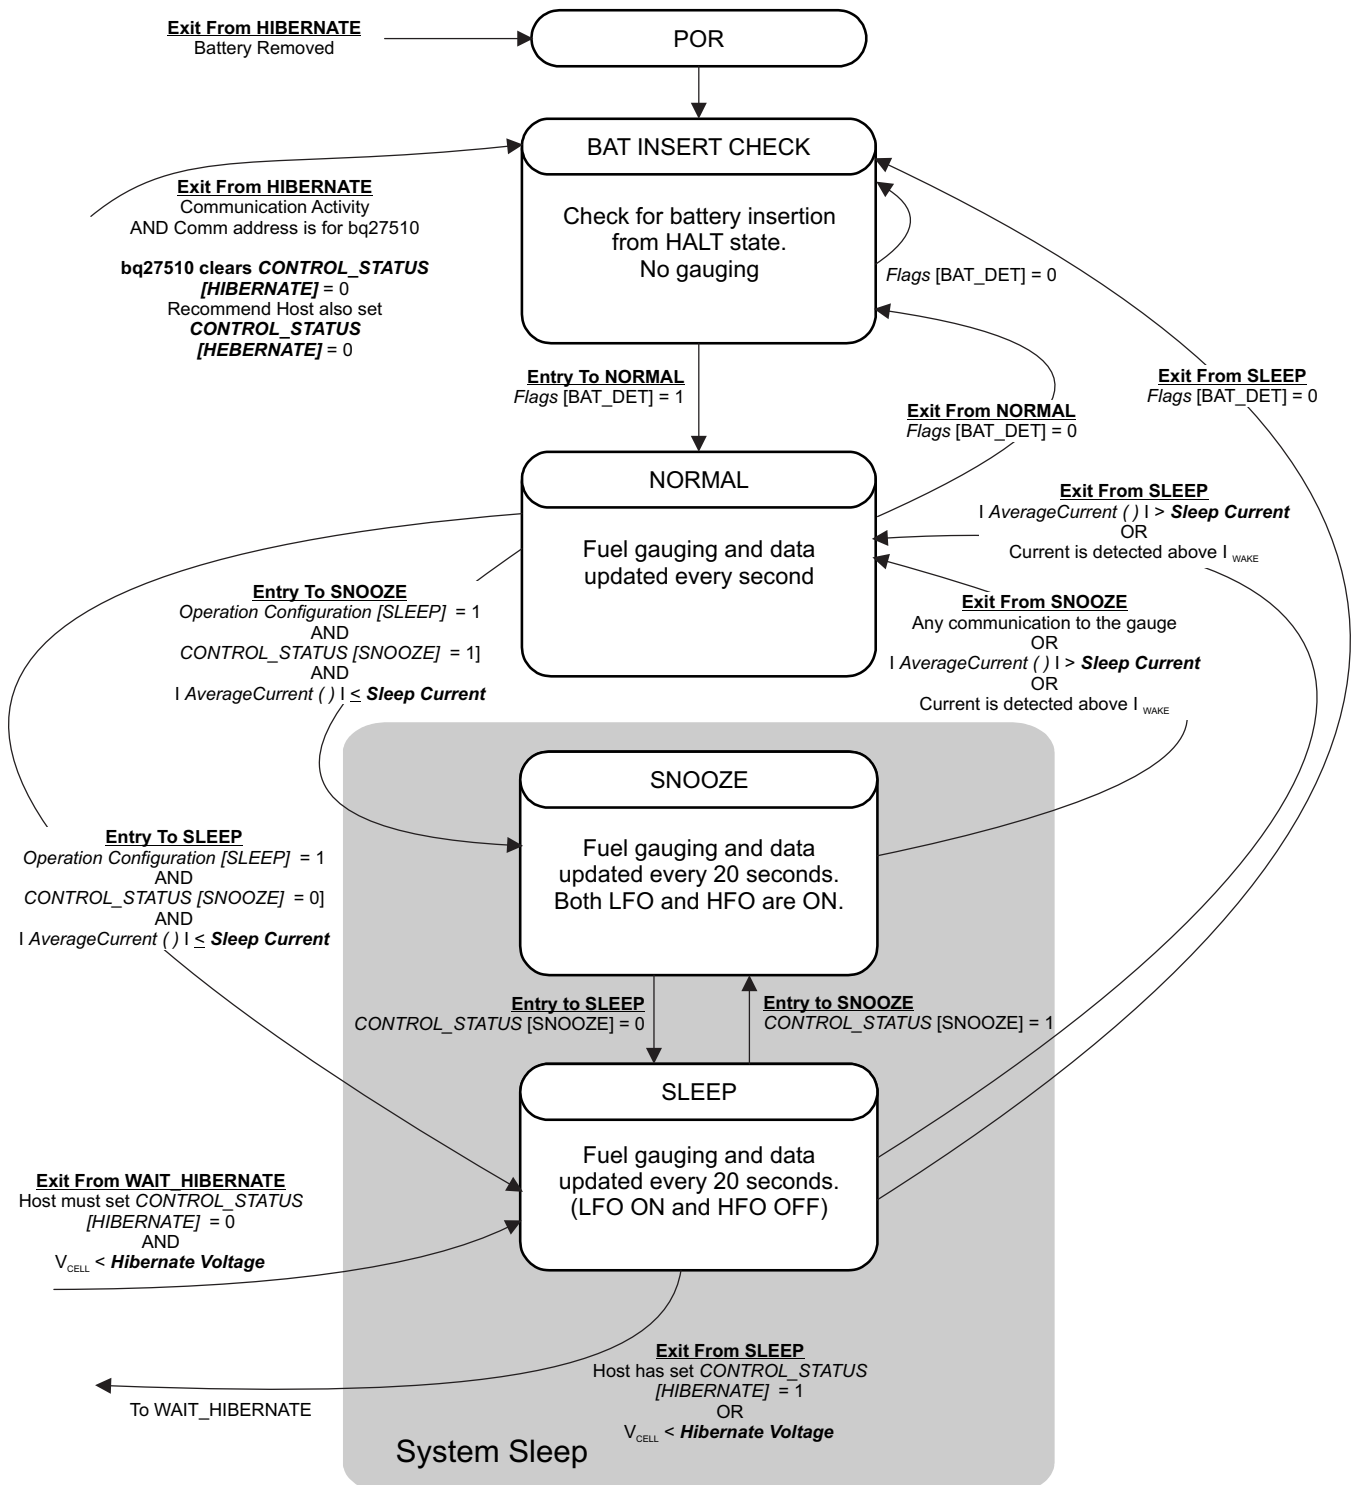 Exit From HIBERNATE
Battery Removed
POR
BAT INSERT CHECK
Check for battery insertion
from HALT state.
No gauging
Exit From HIBERNATE
Communication Activity
AND Comm address is for bq27510
bq27510 clears CONTROL_STATUS
[HIBERNATE] = 0
Recommend Host also set
CONTROL_STATUS
[HEBERNATE] = 0
Flags [BAT_DET] = 0
Entry To NORMAL
Flags [BAT_DET] = 1
Exit From NORMAL
Flags [BAT_DET] = 0
Exit From SLEEP
Flags [BAT_DET] = 0
NORMAL
Fuel gauging and data
updated every second
Exit From SLEEP
I AverageCurrent ( ) I > Sleep Current
OR
Current is detected above I WAKE
Entry To SNOOZE
Operation Configuration [SLEEP] = 1
AND
CONTROL_STATUS [SNOOZE] = 1]
AND
I AverageCurrent ( ) I ≤ Sleep Current
Exit From SNOOZE
Any communication to the gauge
OR
I AverageCurrent ( ) I > Sleep Current
OR
Current is detected above I WAKE
SNOOZE
Fuel gauging and data
updated every 20 seconds.
Both LFO and HFO are ON.
Entry To SLEEP
Operation Configuration [SLEEP] = 1
AND
CONTROL_STATUS [SNOOZE] = 0]
AND
I AverageCurrent ( ) I ≤ Sleep Current
Entry to SLEEP
CONTROL_STATUS [SNOOZE] = 0
Entry to SNOOZE
CONTROL_STATUS [SNOOZE] = 1
SLEEP
Fuel gauging and data
updated every 20 seconds.
(LFO ON and HFO OFF)
Exit From WAIT_HIBERNATE
Host must set CONTROL_STATUS
[HIBERNATE] = 0
AND
VCELL < Hibernate Voltage
Exit From SLEEP
Host has set CONTROL_STATUS
[HIBERNATE] = 1
OR
VCELL < Hibernate Voltage
To WAIT_HIBERNATE
System Sleep